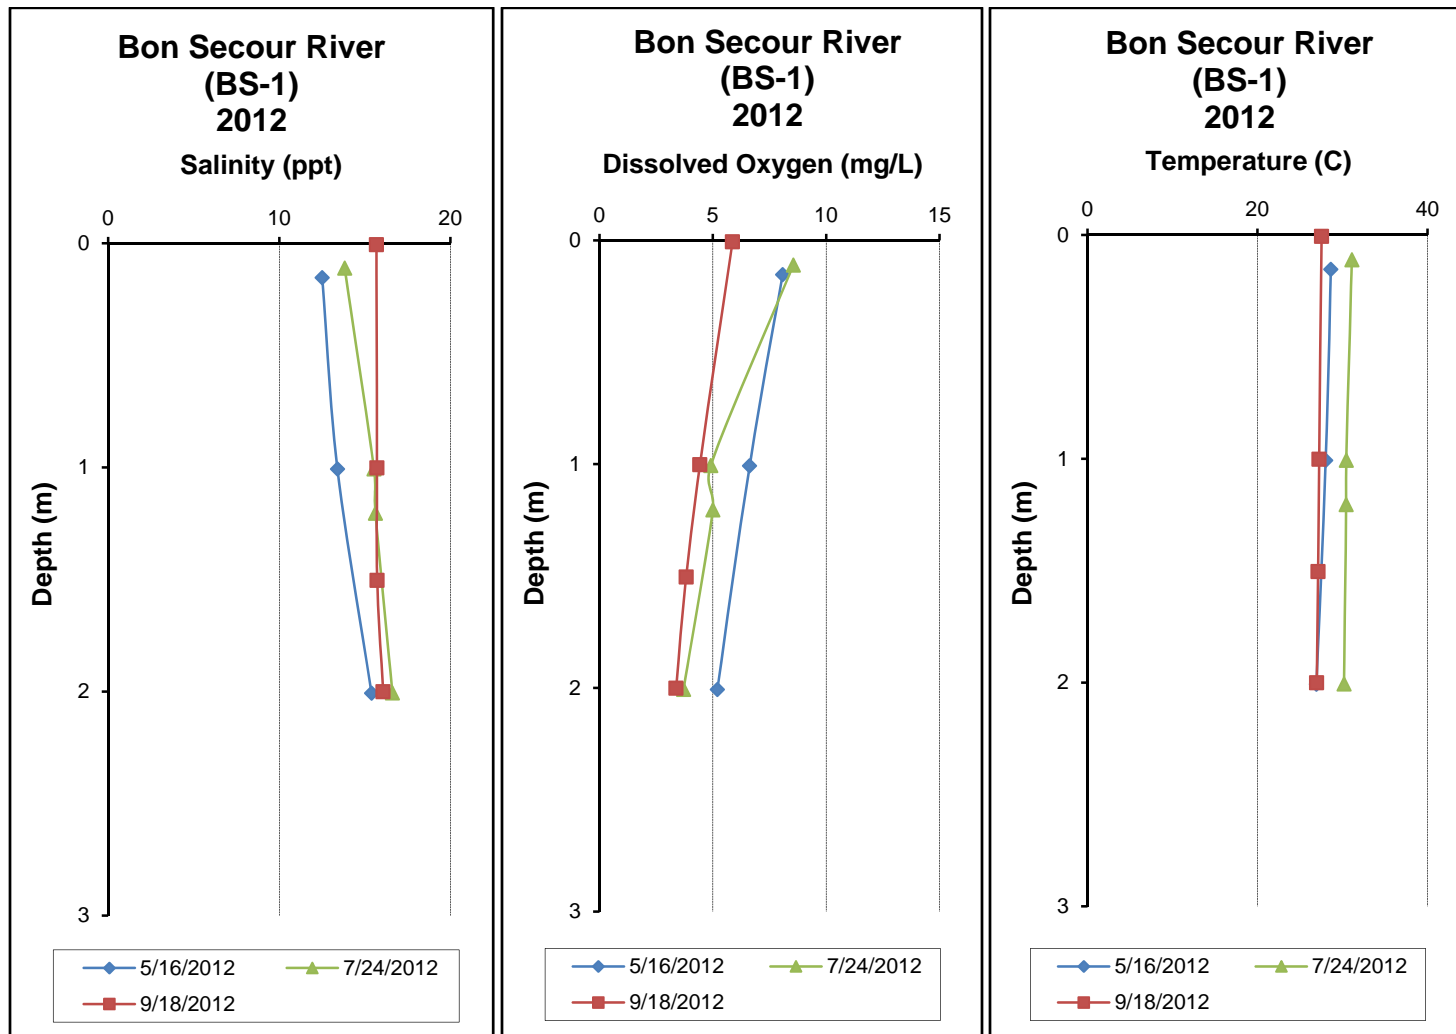 Bon Secour River
(BS-1)
2012
Salinity (ppt)
0 10 20
0
1
2
3
Depth (m)
5/16/2012 7/24/2012
9/18/2012
Bon Secour River
(BS-1)
2012
Dissolved Oxygen (mg/L)
0 5 10 15
0
1
2
3
Depth (m)
5/16/2012 7/24/2012
9/18/2012
Bon Secour River
(BS-1)
2012
Temperature (C)
0 20 40
0
1
2
3
Depth (m)
5/16/2012 7/24/2012
9/18/2012